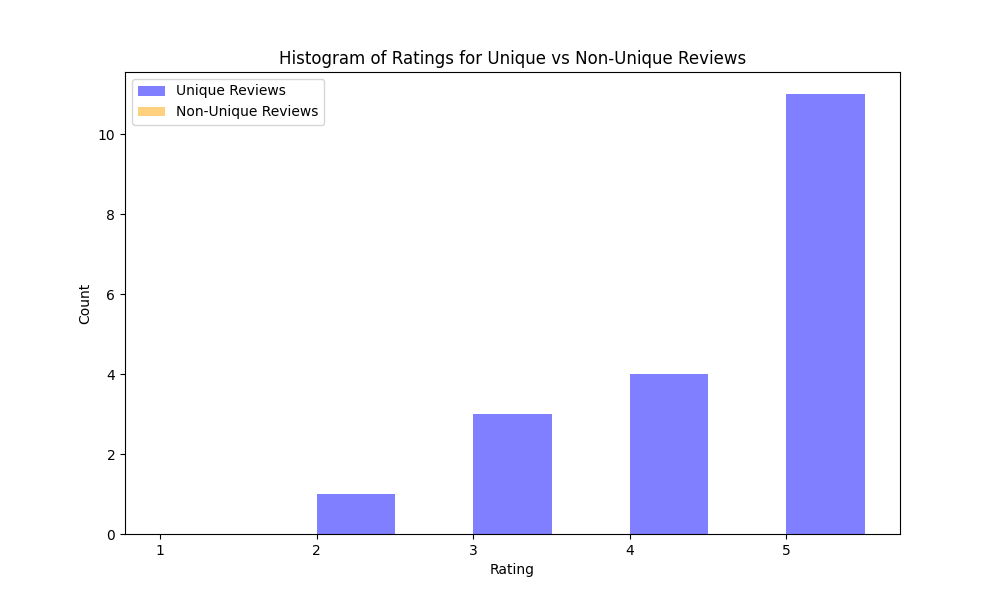 Histogram of Ratings for Unique vs Non-Unique Reviews
Unique Reviews
Non-Unique Reviews
10
8
6
4
2
0
Count
1 2 3 4 5
Rating